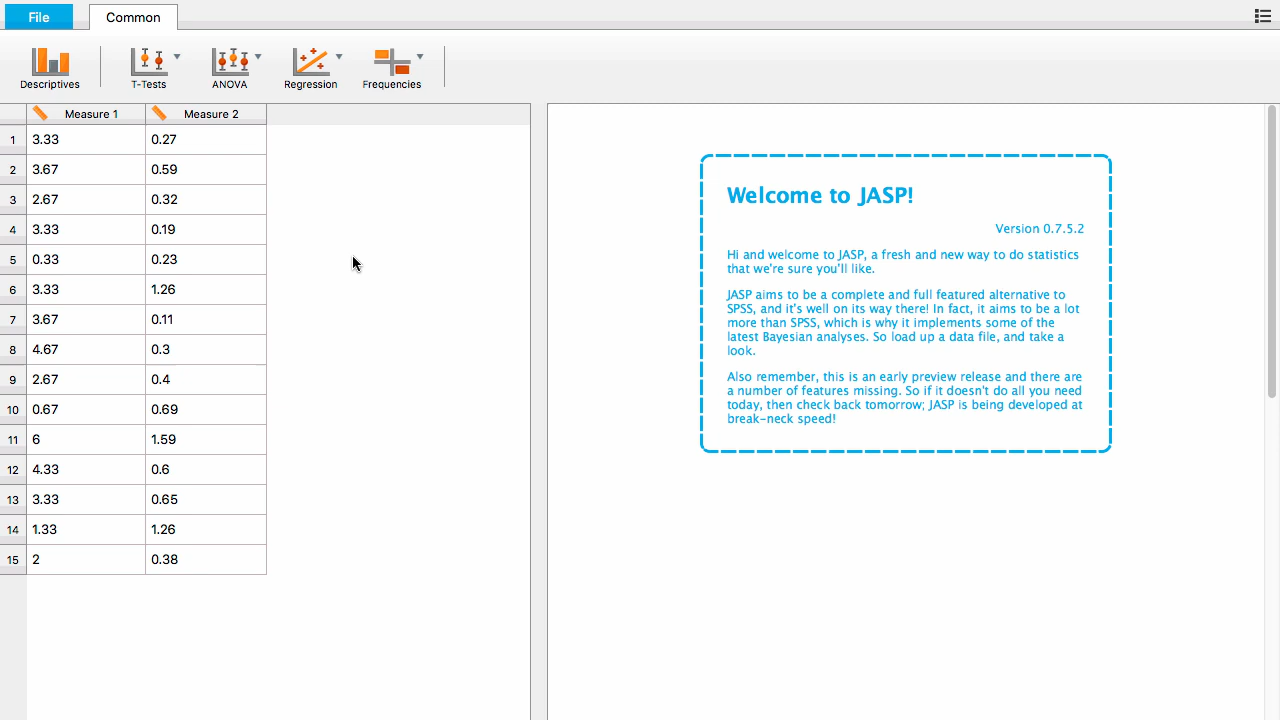 File Common
Descriptives T-Tests ANOVA Regression Frequencies
Measure 1 Measure 2
1 3.33 0.27
2 3.67 0.59
3 2.67 0.32
4 3.33 0.19
5 0.33 0.23
6 3.33 1.26
7 3.67 0.11
8 4.67 0.3
9 2.67 0.4
10 0.67 0.69
11 6 1.59
12 4.33 0.6
13 3.33 0.65
14 1.33 1.26
15 2 0.38
Welcome to JASP!
Version 0.7.5.2
Hi and welcome to JASP, a fresh and new way to do statistics
that we're sure you'll like.
JASP aims to be a complete and full featured alternative to
SPSS, and it's well on its way there! In fact, it aims to be a lot
more than SPSS, which is why it implements some of the
latest Bayesian analyses. So load up a data file, and take a
look.
Also remember, this is an early preview release and there are
a number of features missing. So if it doesn't do all you need
today, then check back tomorrow; JASP is being developed at
break-neck speed!